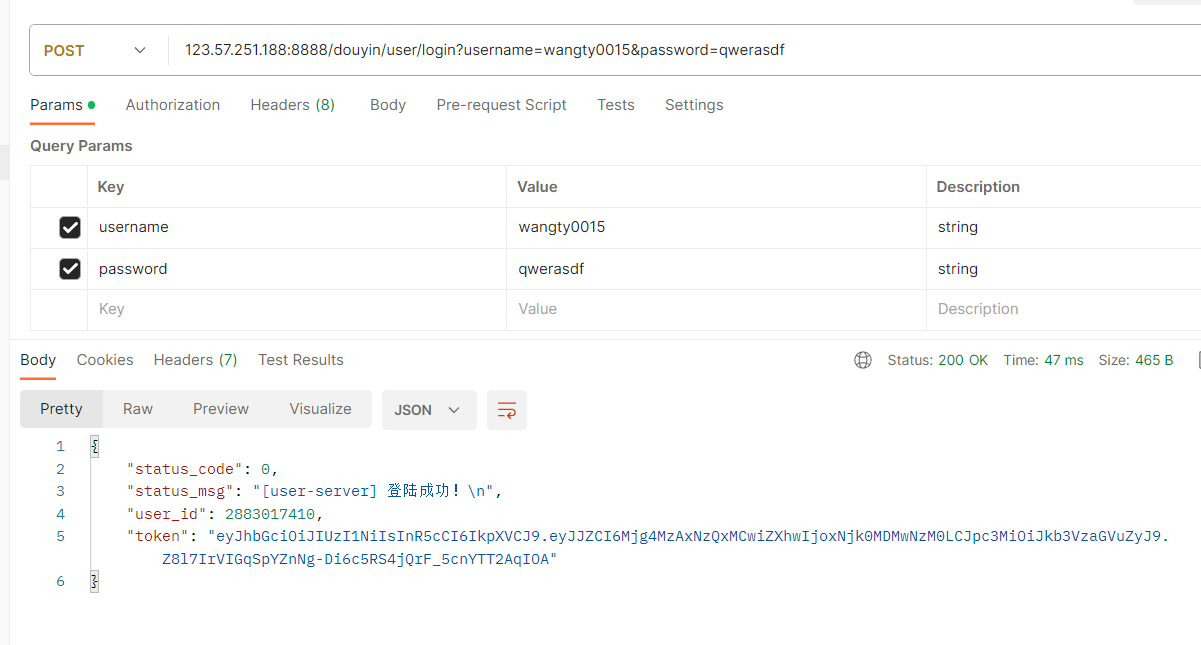 POST 123.57.251.188:8888/douyin/user/login?username=wangty0015&password=qwerasdf
Params Authorization Headers (8) Body Pre-request Script Tests Settings
Query Params
Key Value Description
username wangty0015 string
password qwerasdf string
Key Value Description
Body Cookies Headers (7) Test Results Status: 200 OK Time: 47 ms Size: 465 B
Pretty Raw Preview Visualize JSON
1 {
2 "status_code": 0,
3 "status_msg": "[user-server] 登陆成功！\n",
4 "user_id": 2883017410,
5 "token": "eyJhbGciOiJIUzI1NiIsInR5cCI6IkpXVCJ9.eyJJZCI6Mjg4MzAxNzQxMCwiZXhwIjoxNjk0MDMwNzM0LCJpc3MiOiJkb3VzaGVuZyJ9.
Z8l7IrVIGqSpYZnNg-Di6c5RS4jQrF_5cnYTT2AqIOA"
6 }